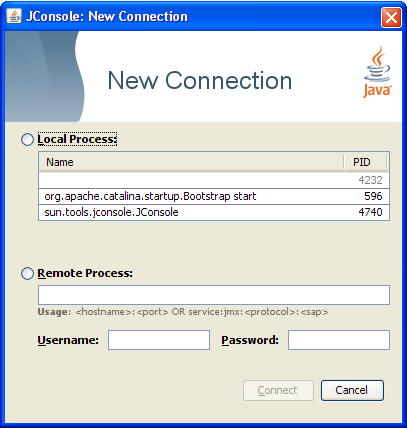 JConsole: New Connection
New Connection
Java
Local Process:
Name PID
4232
org.apache.catalina.startup.Bootstrap start 596
sun.tools.jconsole.JConsole 4740
Remote Process:
Usage: <hostname>:<port> OR service:jmx:<protocol>:<sap>
Username: Password:
Connect Cancel